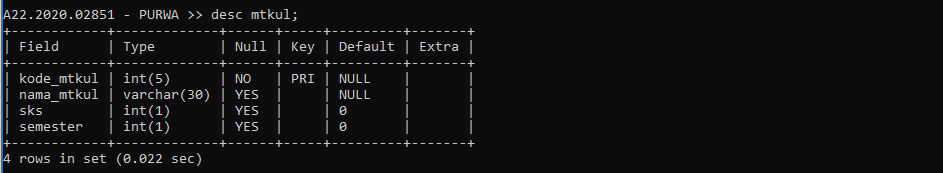 A22.2020.02851 - PURWA >> desc mtkul;
+------------+-------------+------+-----+---------+-------+
| Field      | Type        | Null | Key | Default | Extra |
+------------+-------------+------+-----+---------+-------+
| kode_mtkul | int(5)      | NO   | PRI | NULL    |       |
| nama_mtkul | varchar(30) | YES  |     | NULL    |       |
| sks        | int(1)      | YES  |     | 0       |       |
| semester   | int(1)      | YES  |     | 0       |       |
+------------+-------------+------+-----+---------+-------+
4 rows in set (0.022 sec)